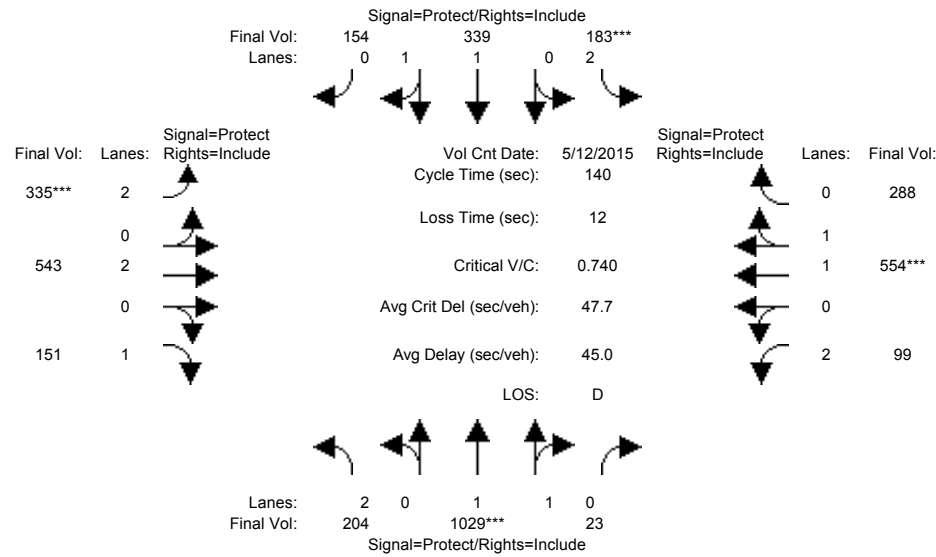 Signal=Protect/Rights=Include
Final Vol: 154 339 183***
Lanes: 0 1 1 0 2
Signal=Protect
Final Vol: Lanes: Rights=Include
Vol Cnt Date: 5/12/2015
Signal=Protect
Rights=Include Lanes: Final Vol:
Cycle Time (sec): 140
335*** 2
0 288
Loss Time (sec): 12
0
1
543 2
Critical V/C: 0.740
1 554***
0
Avg Crit Del (sec/veh): 47.7
0
151 1
Avg Delay (sec/veh): 45.0
2 99
LOS: D
Lanes: 2 0 1 1 0
Final Vol: 204 1029*** 23
Signal=Protect/Rights=Include